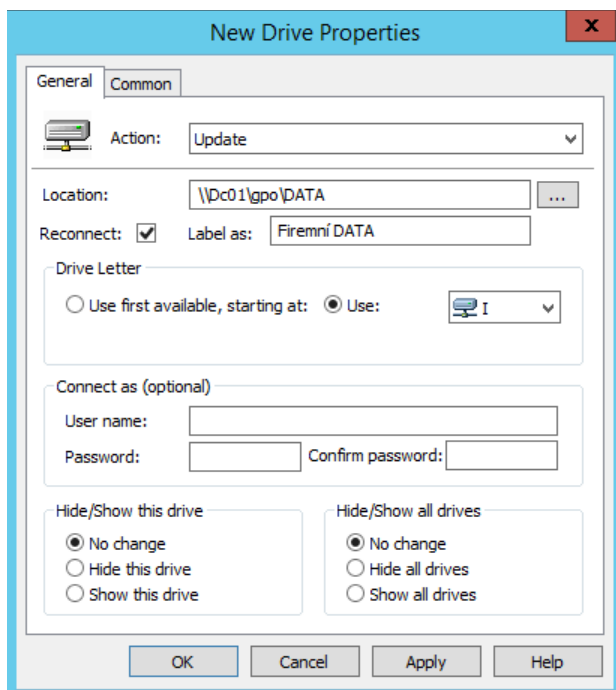 New Drive Properties
x
General Common
Action: Update
Location: \\Dc01\gpo\DATA ...
Reconnect: Label as: Firemní DATA
Drive Letter
Use first available, starting at: Use: I
Connect as (optional)
User name:
Password: Confirm password:
Hide/Show this drive Hide/Show all drives
No change No change
Hide this drive Hide all drives
Show this drive Show all drives
OK Cancel Apply Help